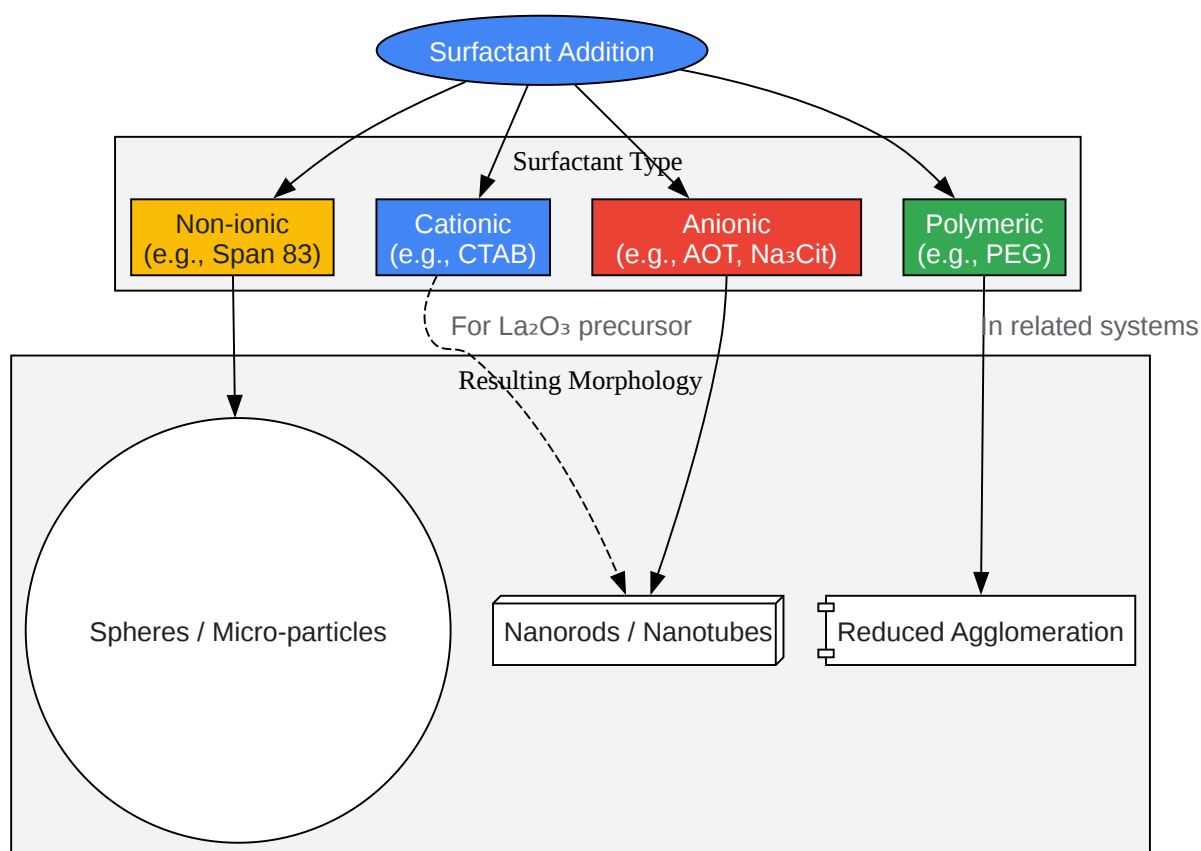 Surfactant Addition
Surfactant Type
Non-ionic
(e.g., Span 83)
Cationic
(e.g., CTAB)
Anionic
(e.g., AOT, Na₃Cit)
Polymeric
(e.g., PEG)
For La₂O₃ precursor
In related systems
Resulting Morphology
Spheres / Micro-particles
Nanorods / Nanotubes
Reduced Agglomeration